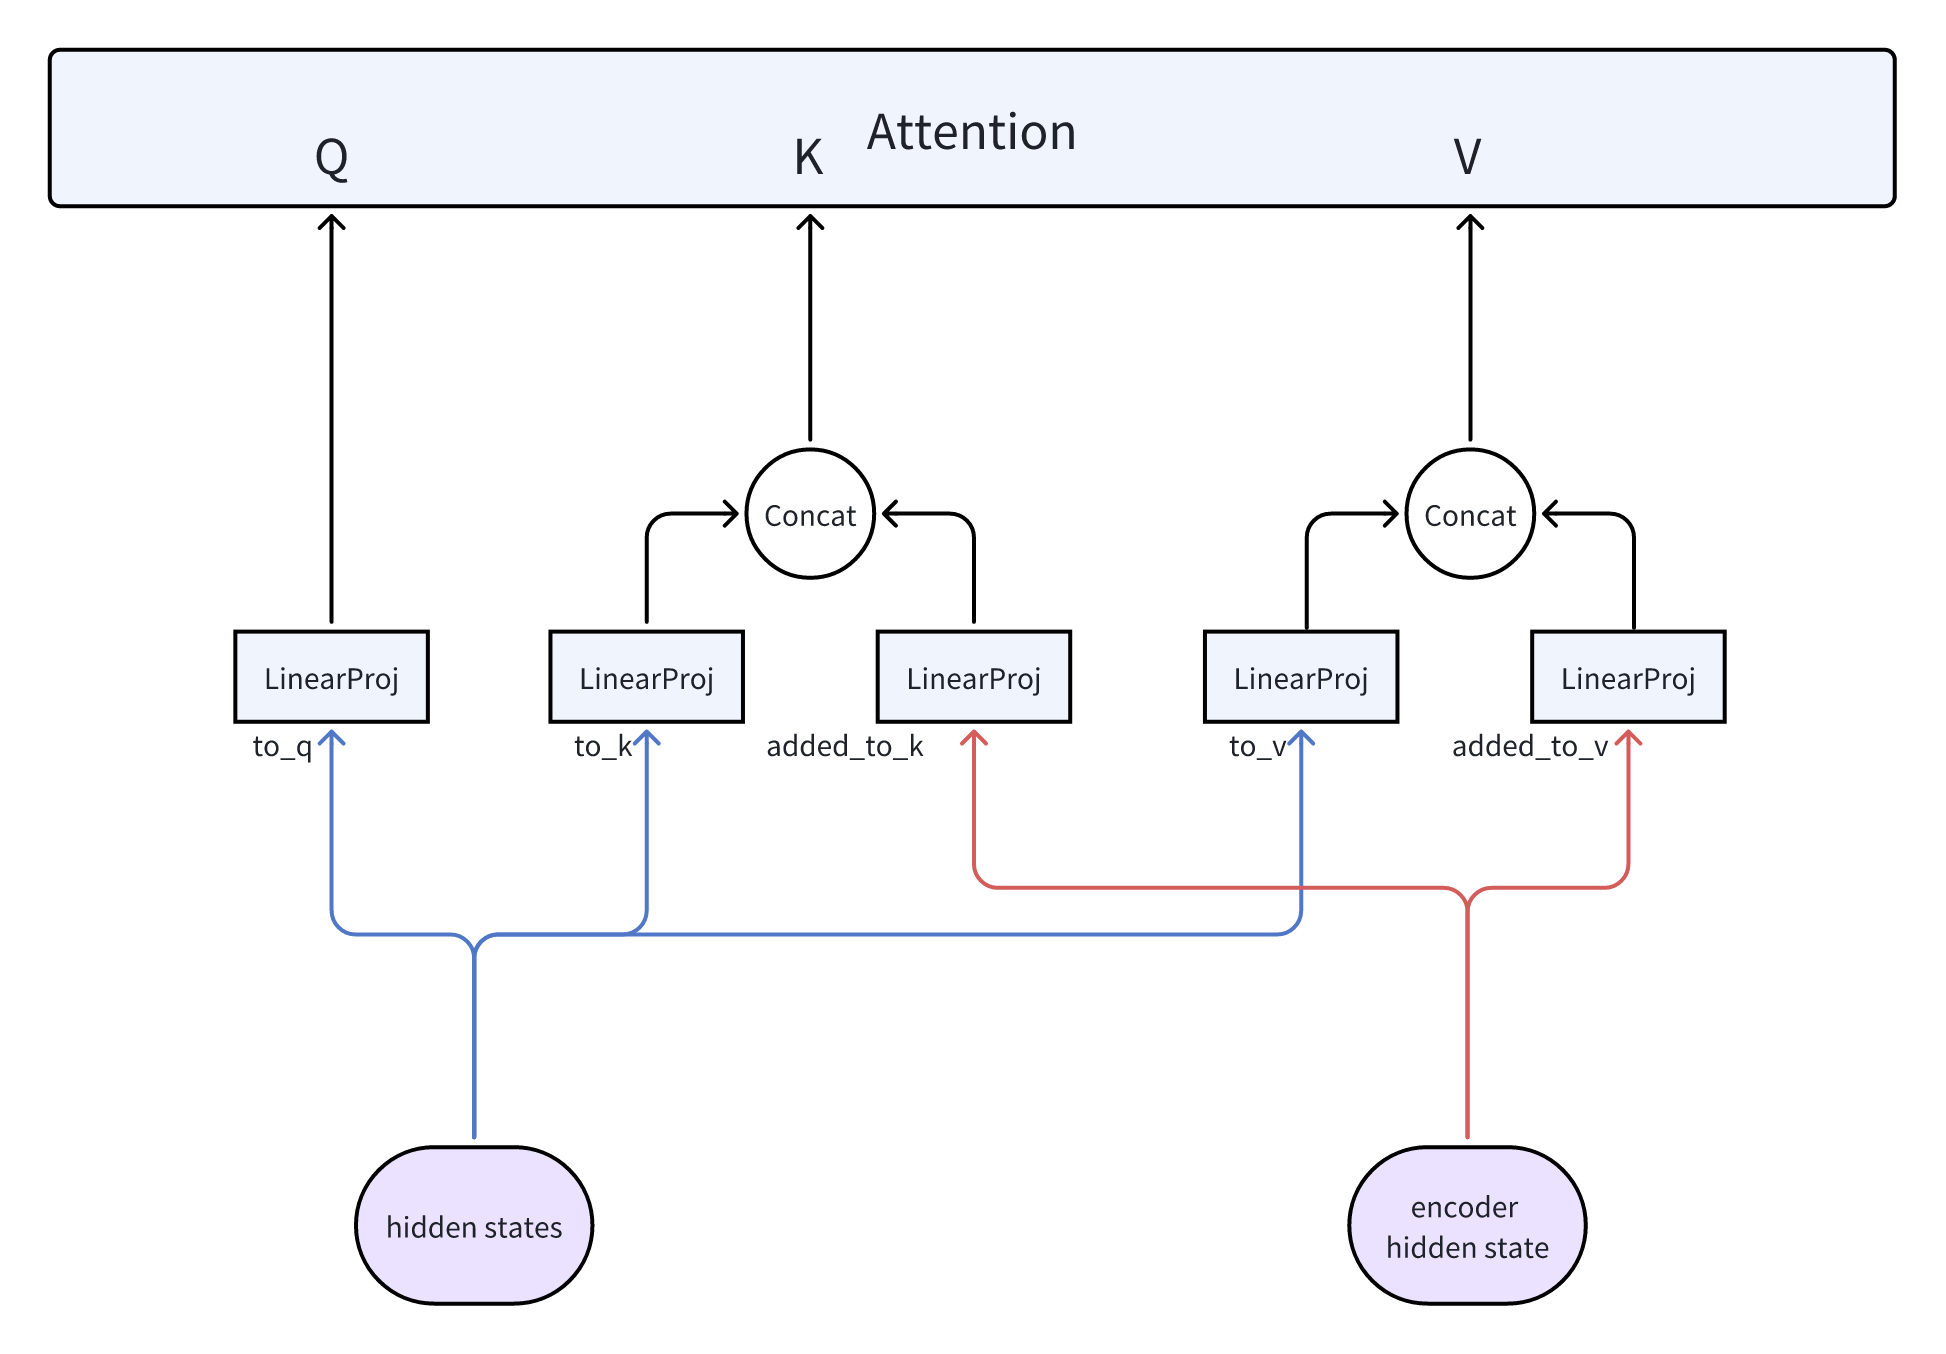 Attention
Q
K
V
Concat
Concat
LinearProj
LinearProj
LinearProj
LinearProj
LinearProj
to_q
to_k
added_to_k
to_v
added_to_v
hidden states
encoder
hidden state